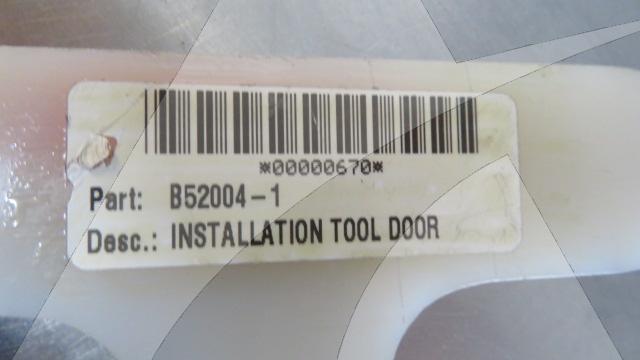 *00000670*
Part: B52004-1
Desc.: INSTALLATION TOOL DOOR